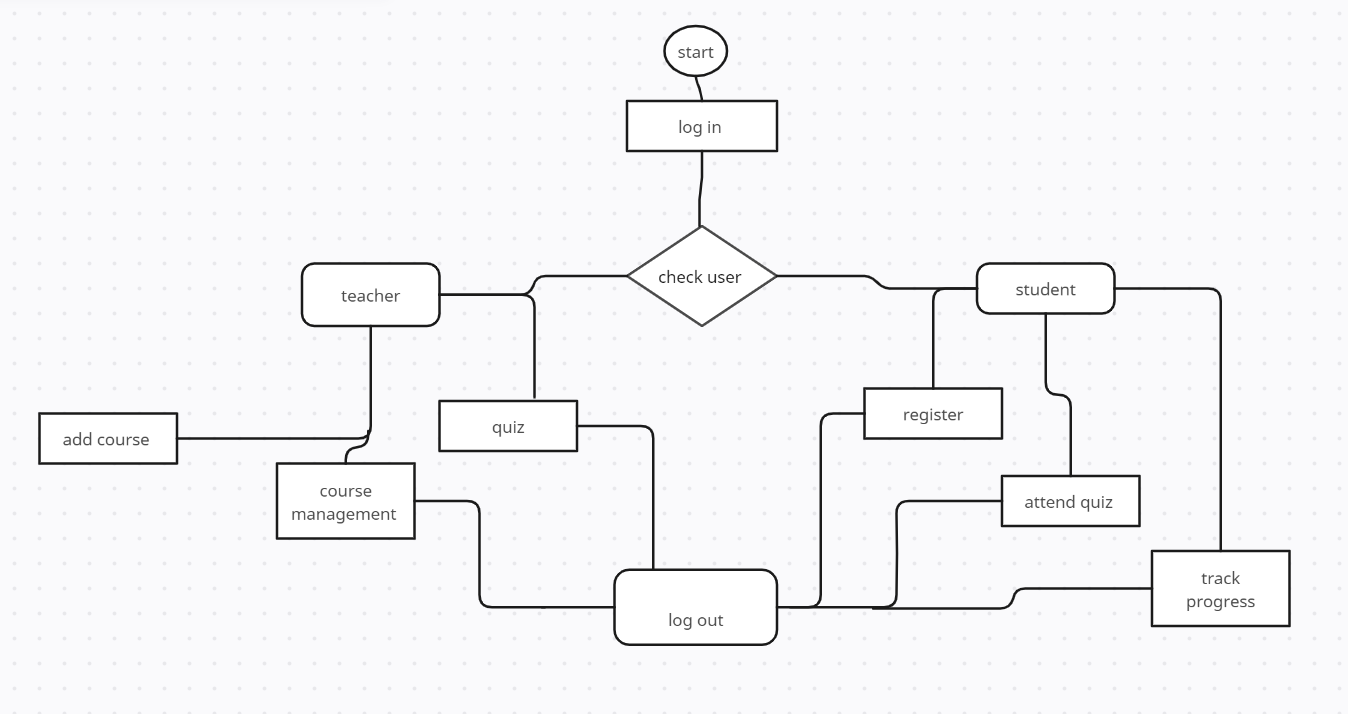 start
log in
check user
teacher
student
add course
quiz
register
course
management
attend quiz
track
progress
log out